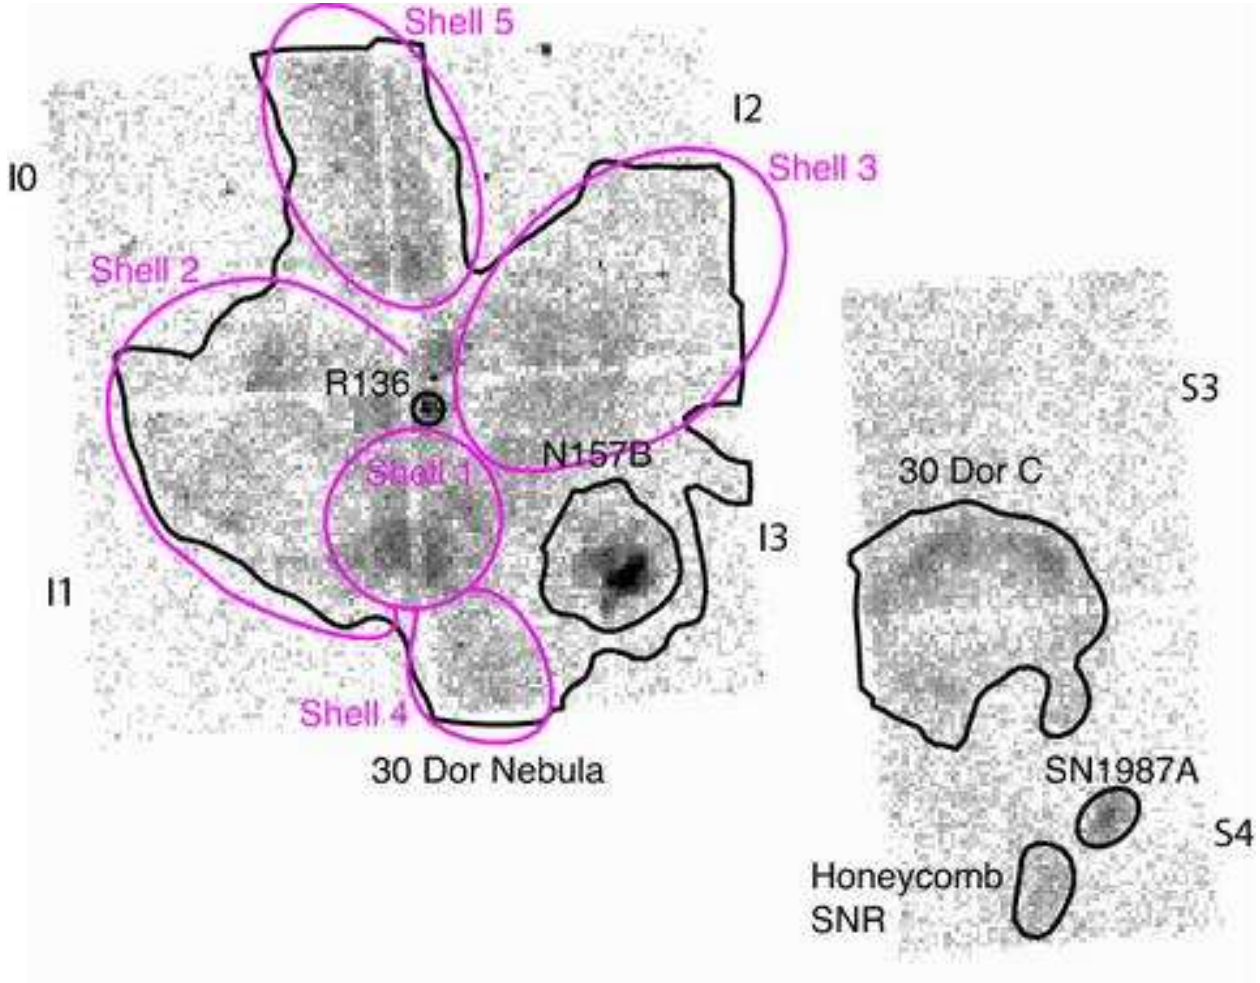 Shell 5
I2
Shell 3
I0
Shell 2
R136
S3
N157B
Shell 1
30 Dor C
I3
I1
Shell 4
30 Dor Nebula
SN1987A
S4
Honeycomb
SNR